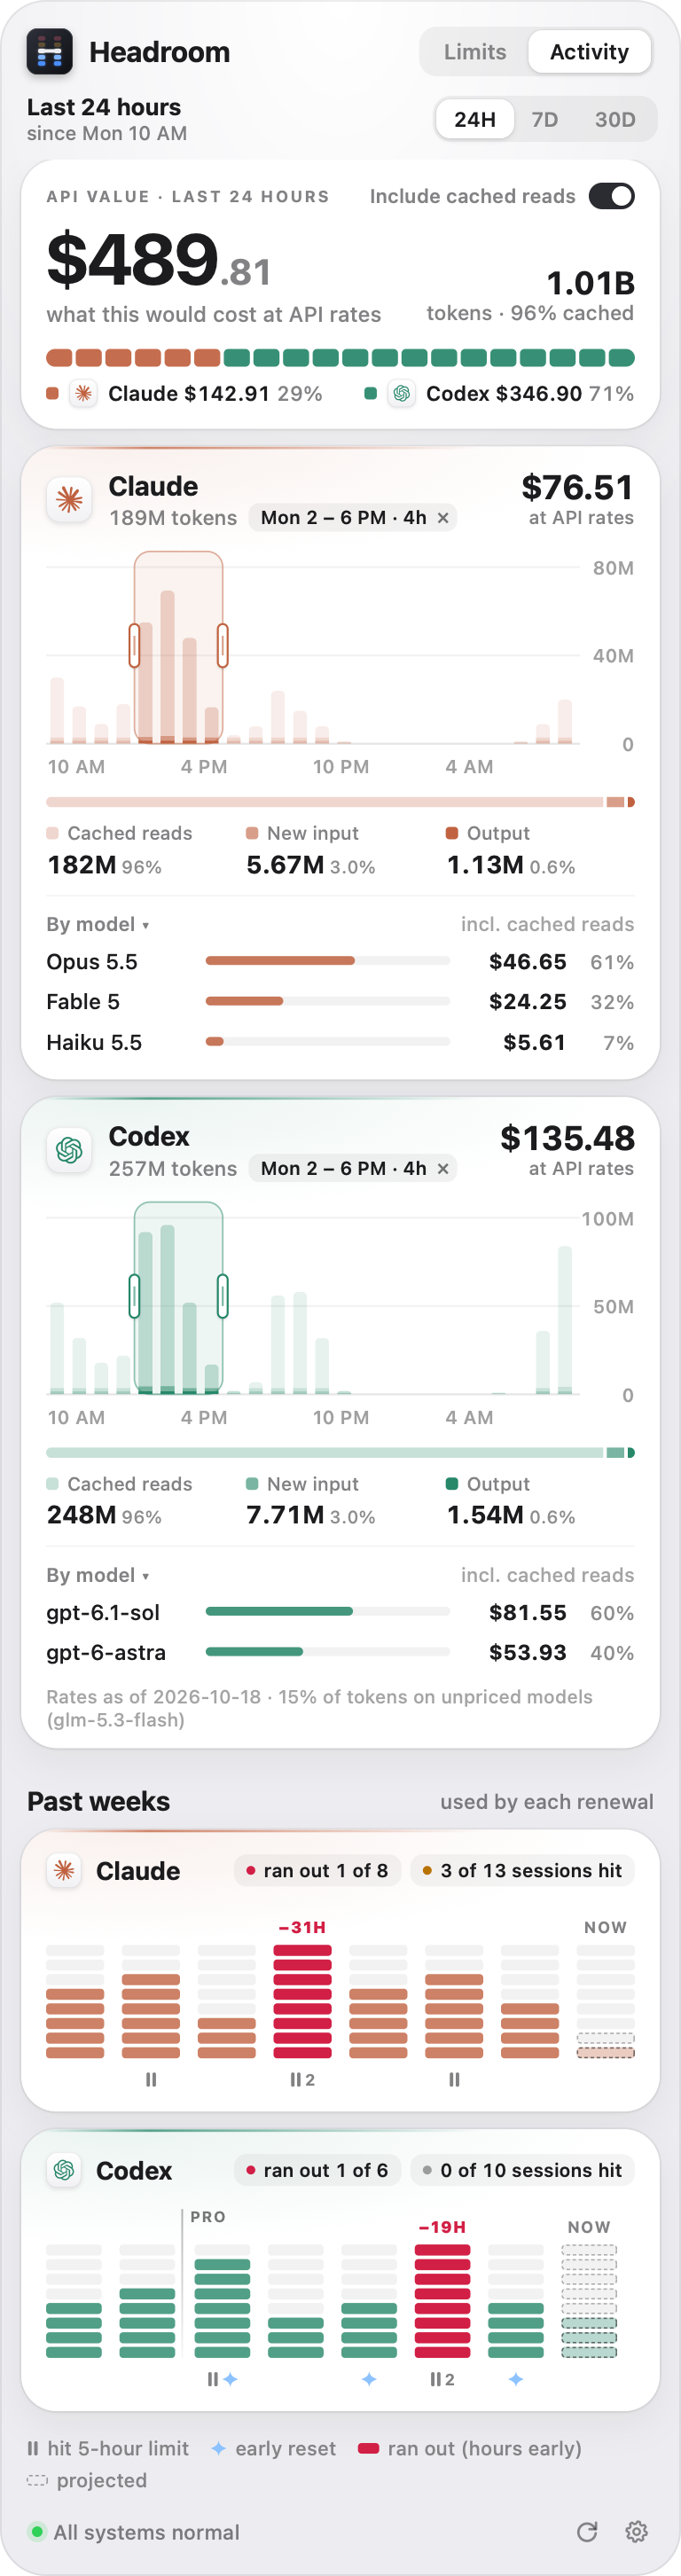 Headroom
Limits
Activity
Last 24 hours
since Mon 10 AM
24H
7D
30D
API VALUE · LAST 24 HOURS
Include cached reads
$489.81
1.01B
what this would cost at API rates
tokens · 96% cached
Claude $142.91 29%
Codex $346.90 71%
Claude
$76.51
189M tokens
Mon 2 – 6 PM · 4h ×
at API rates
80M
40M
0
10 AM
4 PM
10 PM
4 AM
Cached reads
New input
Output
182M 96%
5.67M 3.0%
1.13M 0.6%
By model ▾
incl. cached reads
Opus 5.5
$46.65
61%
Fable 5
$24.25
32%
Haiku 5.5
$5.61
7%
Codex
$135.48
257M tokens
Mon 2 – 6 PM · 4h ×
at API rates
100M
50M
0
10 AM
4 PM
10 PM
4 AM
Cached reads
New input
Output
248M 96%
7.71M 3.0%
1.54M 0.6%
By model ▾
incl. cached reads
gpt-6.1-sol
$81.55
60%
gpt-6-astra
$53.93
40%
Rates as of 2026-10-18 · 15% of tokens on unpriced models
(glm-5.3-flash)
Past weeks
used by each renewal
Claude
ran out 1 of 8
3 of 13 sessions hit
−31H
NOW
2
Codex
ran out 1 of 6
0 of 10 sessions hit
PRO
−19H
NOW
2
hit 5-hour limit
early reset
ran out (hours early)
projected
All systems normal